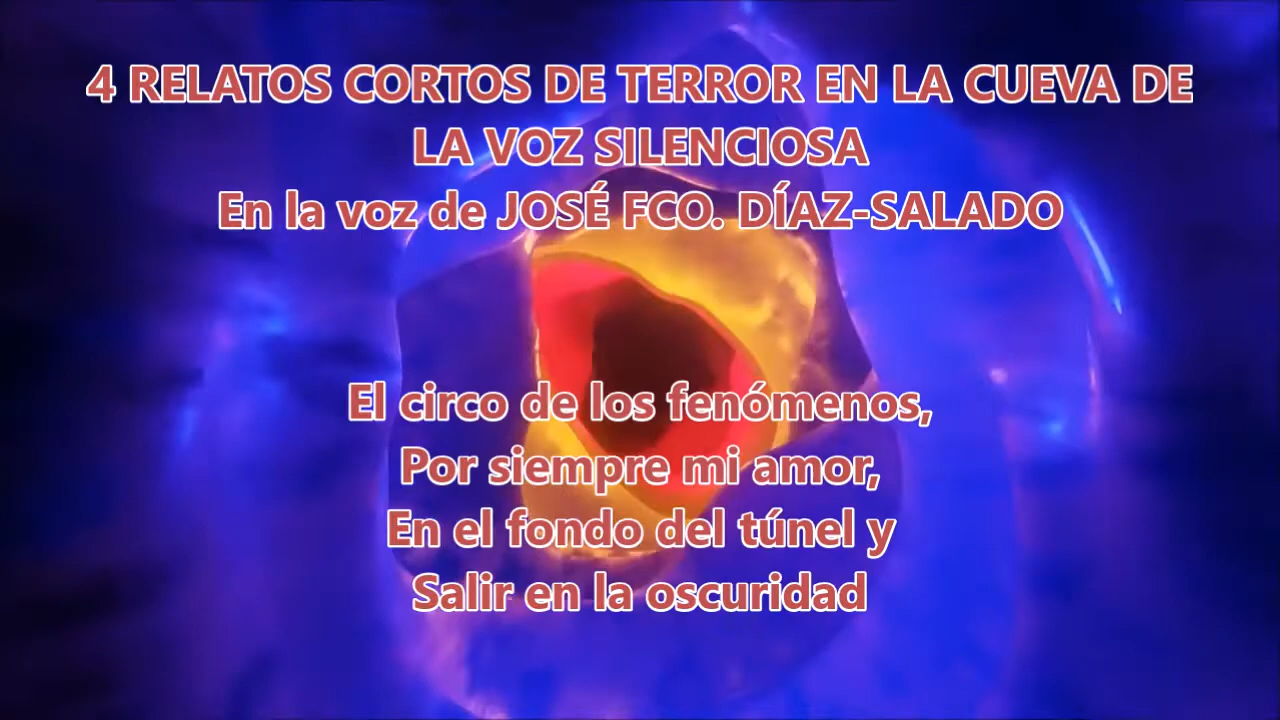 4 RELATOS CORTOS DE TERROR EN LA CUEVA DE
LA VOZ SILENCIOSA
En la voz de JOSÉ FCO. DÍAZ-SALADO
El circo de los fenómenos,
Por siempre mi amor,
En el fondo del túnel y
Salir en la oscuridad